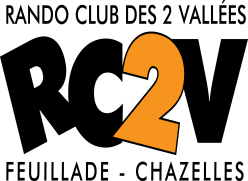 RANDO CLUB DES 2 VALLÉES
RC2V
FEUILLADE - CHAZELLES